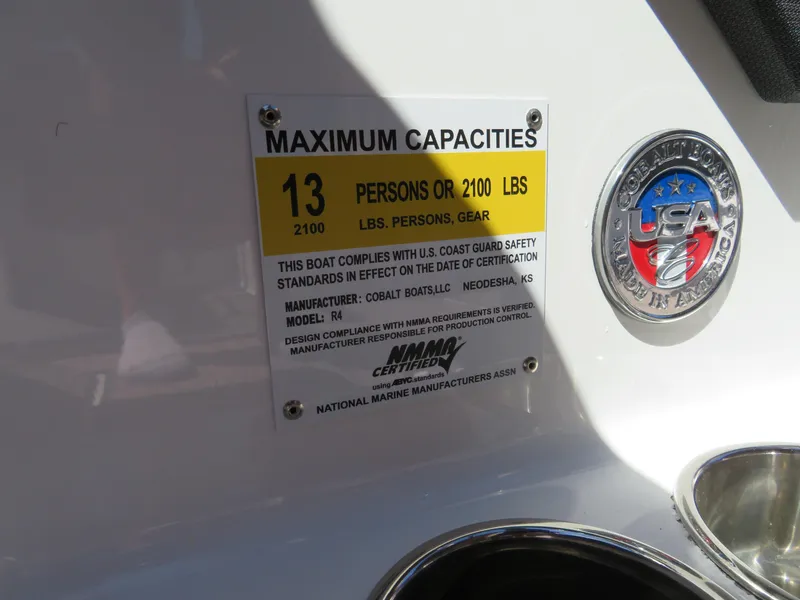 MAXIMUM CAPACITIES
13 PERSONS OR 2100 LBS
2100 LBS. PERSONS, GEAR
THIS BOAT COMPLIES WITH U.S. COAST GUARD SAFETY
STANDARDS IN EFFECT ON THE DATE OF CERTIFICATION
MANUFACTURER: COBALT BOATS,LLC NEODESHA, KS
MODEL: R4
DESIGN COMPLIANCE WITH NMMA REQUIREMENTS IS VERIFIED.
MANUFACTURER RESPONSIBLE FOR PRODUCTION CONTROL.
NMMA
CERTIFIED
using ABYC standards
NATIONAL MARINE MANUFACTURERS ASSN
COBALT BOATS
USA
MADE IN AMERICA